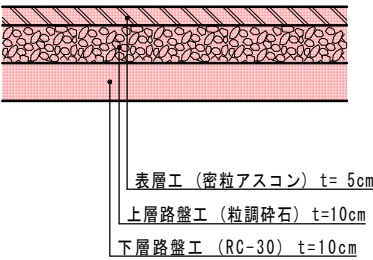 表層工 (密粒アスコン) t= 5cm
上層路盤工 (粒調砕石) t=10cm
下層路盤工 (RC-30) t=10cm